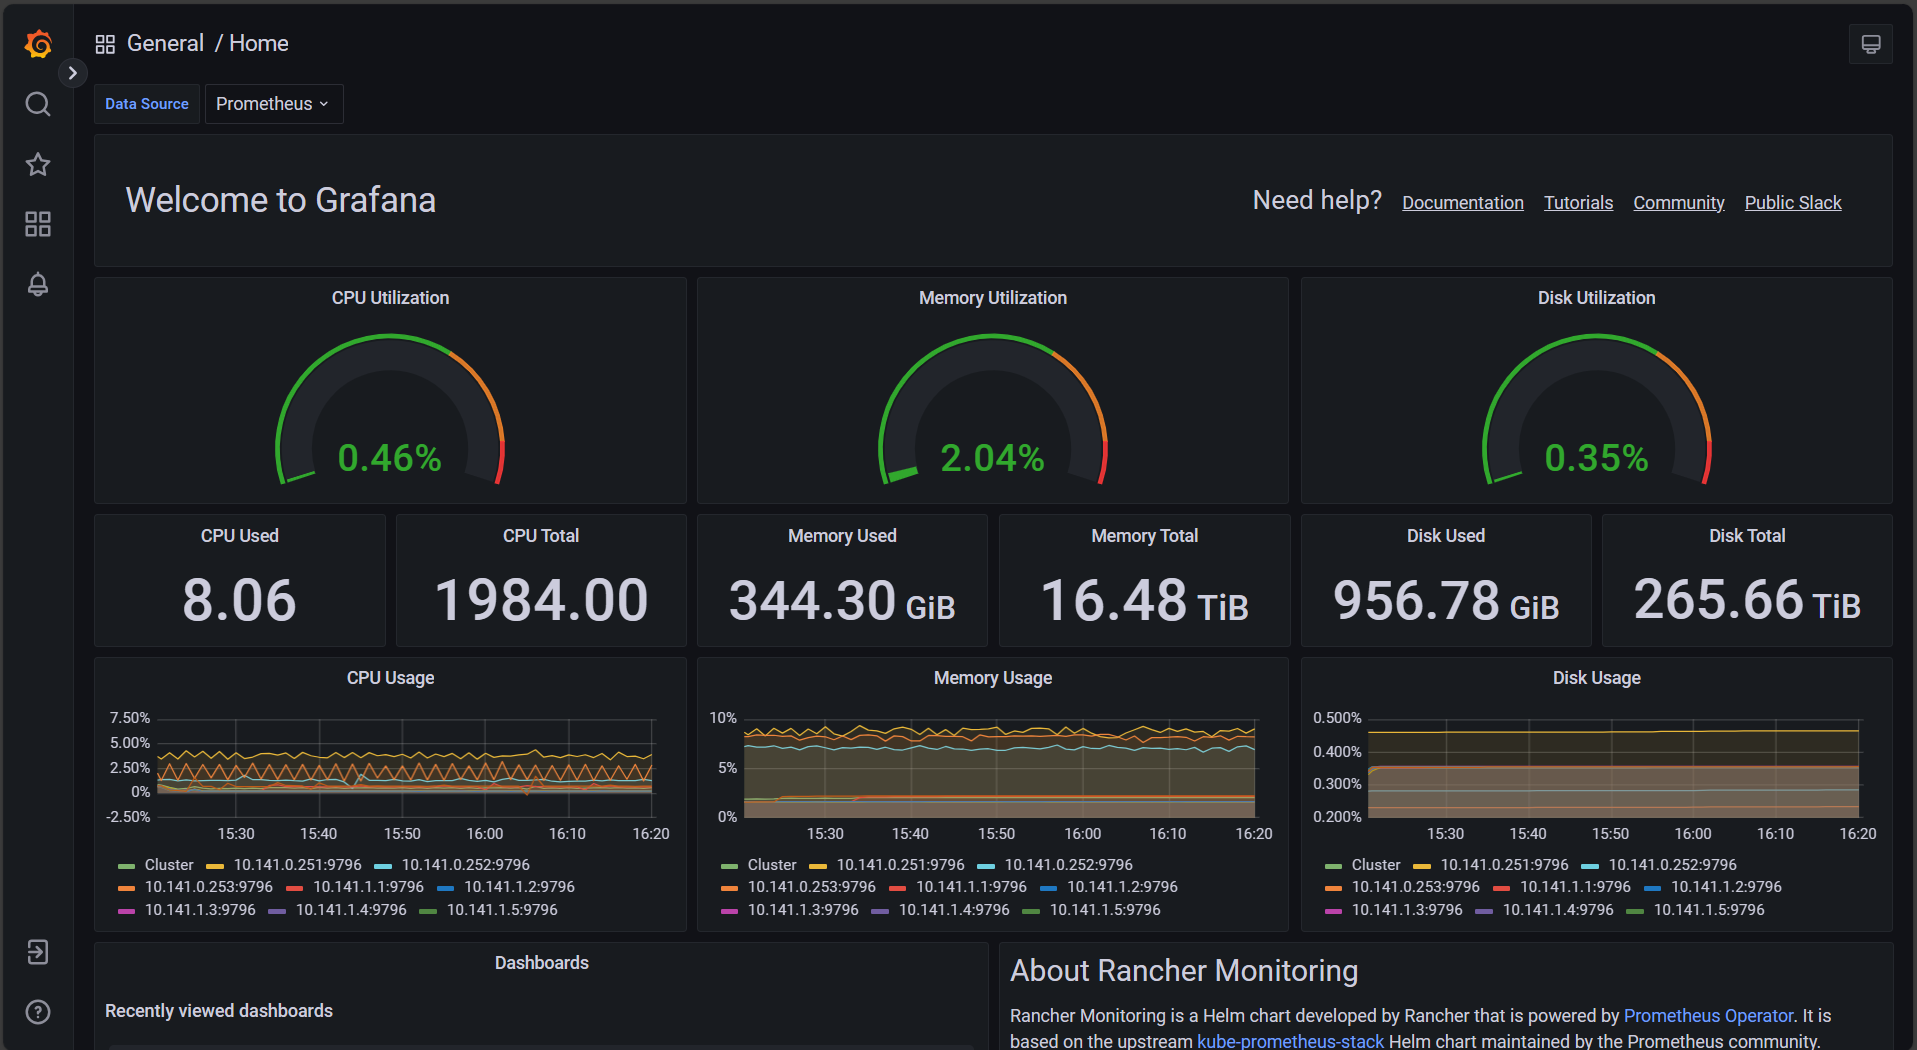 General / Home
Data Source Prometheus
Welcome to Grafana
Need help? Documentation Tutorials Community Public Slack
CPU Utilization
0.46%
Memory Utilization
2.04%
Disk Utilization
0.35%
CPU Used
8.06
CPU Total
1984.00
Memory Used
344.30 GiB
Memory Total
16.48 TiB
Disk Used
956.78 GiB
Disk Total
265.66 TiB
CPU Usage
7.50%
5.00%
2.50%
0%
-2.50%
15:30 15:40 15:50 16:00 16:10 16:20
Cluster 10.141.0.251:9796 10.141.0.252:9796
10.141.0.253:9796 10.141.1.1:9796 10.141.1.2:9796
10.141.1.3:9796 10.141.1.4:9796 10.141.1.5:9796
Memory Usage
10%
5%
0%
15:30 15:40 15:50 16:00 16:10 16:20
Cluster 10.141.0.251:9796 10.141.0.252:9796
10.141.0.253:9796 10.141.1.1:9796 10.141.1.2:9796
10.141.1.3:9796 10.141.1.4:9796 10.141.1.5:9796
Disk Usage
0.500%
0.400%
0.300%
0.200%
15:30 15:40 15:50 16:00 16:10 16:20
Cluster 10.141.0.251:9796 10.141.0.252:9796
10.141.0.253:9796 10.141.1.1:9796 10.141.1.2:9796
10.141.1.3:9796 10.141.1.4:9796 10.141.1.5:9796
Dashboards
Recently viewed dashboards
About Rancher Monitoring
Rancher Monitoring is a Helm chart developed by Rancher that is powered by Prometheus Operator. It is
based on the upstream kube-prometheus-stack Helm chart maintained by the Prometheus community.